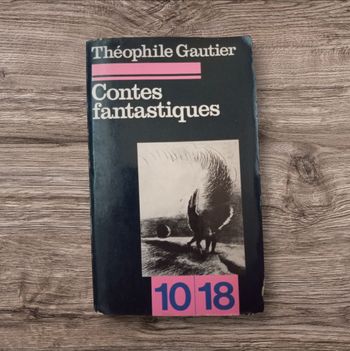 Théophile Gautier
Contes
fantastiques
10 18